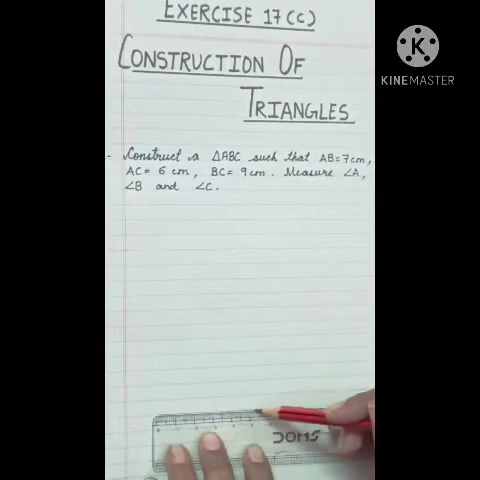 EXERCISE 17(C)
CONSTRUCTION OF
TRIANGLES
- Construct a △ABC such that AB=7cm,
AC= 6 cm, BC= 9cm. Measure ∠A,
∠B and ∠C.
KINEMASTER
DOMS